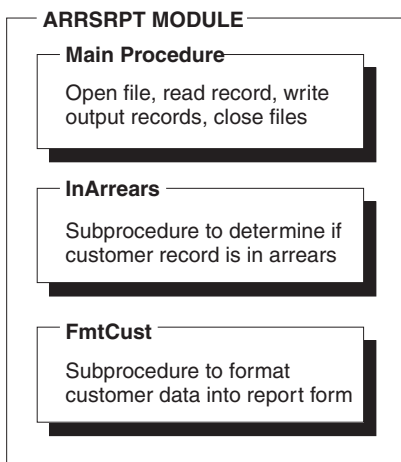 ARRSRPT MODULE
Main Procedure
Open file, read record, write
output records, close files
InArrears
Subprocedure to determine if
customer record is in arrears
FmtCust
Subprocedure to format
customer data into report form